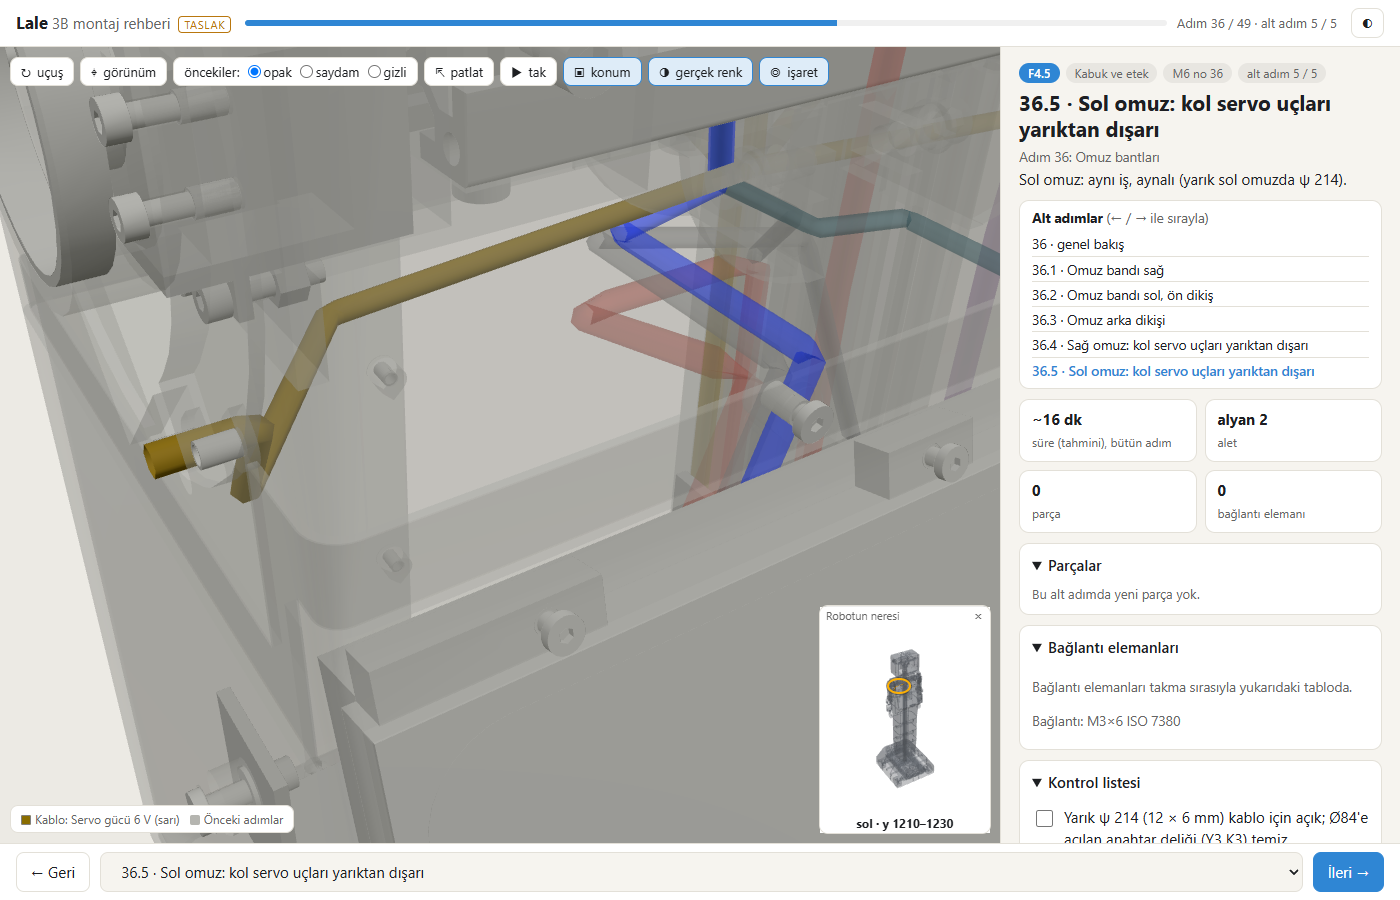 Lale 3B montaj rehberi TASLAK
Adım 36 / 49 · alt adım 5 / 5
↻ uçuş
⌖ görünüm
öncekiler: opak saydam gizli
⇱ patlat
▶ tak
▣ konum
◑ gerçek renk
◎ işaret
F4.5 Kabuk ve etek M6 no 36 alt adım 5 / 5
36.5 · Sol omuz: kol servo uçları
yarıktan dışarı
Adım 36: Omuz bantları
Sol omuz: aynı iş, aynalı (yarık sol omuzda ψ 214).
Alt adımlar (← / → ile sırayla)
36 · genel bakış
36.1 · Omuz bandı sağ
36.2 · Omuz bandı sol, ön dikiş
36.3 · Omuz arka dikişi
36.4 · Sağ omuz: kol servo uçları yarıktan dışarı
36.5 · Sol omuz: kol servo uçları yarıktan dışarı
~16 dk
süre (tahmini), bütün adım
alyan 2
alet
0
parça
0
bağlantı elemanı
▼ Parçalar
Bu alt adımda yeni parça yok.
▼ Bağlantı elemanları
Bağlantı elemanları takma sırasıyla yukarıdaki tabloda.
Bağlantı: M3×6 ISO 7380
▼ Kontrol listesi
Yarık ψ 214 (12 × 6 mm) kablo için açık; Ø84'e
açılan anahtar deliği (Y3 K3) temiz
Robotun neresi ×
sol · y 1210–1230
Kablo: Servo gücü 6 V (sarı) Önceki adımlar
← Geri
36.5 · Sol omuz: kol servo uçları yarıktan dışarı
İleri →